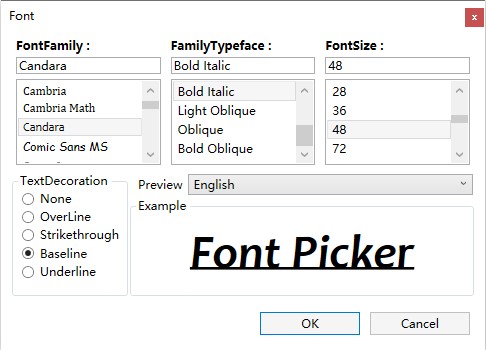 Font
x
FontFamily : FamilyTypeface : FontSize :
Candara Bold Italic 48
Cambria
Cambria Math
Candara
Comic Sans MS
Bold Italic
Light Oblique
Oblique
Bold Oblique
28
36
48
72
TextDecoration
None
OverLine
Strikethrough
Baseline
Underline
Preview English
Example
Font Picker
OK Cancel